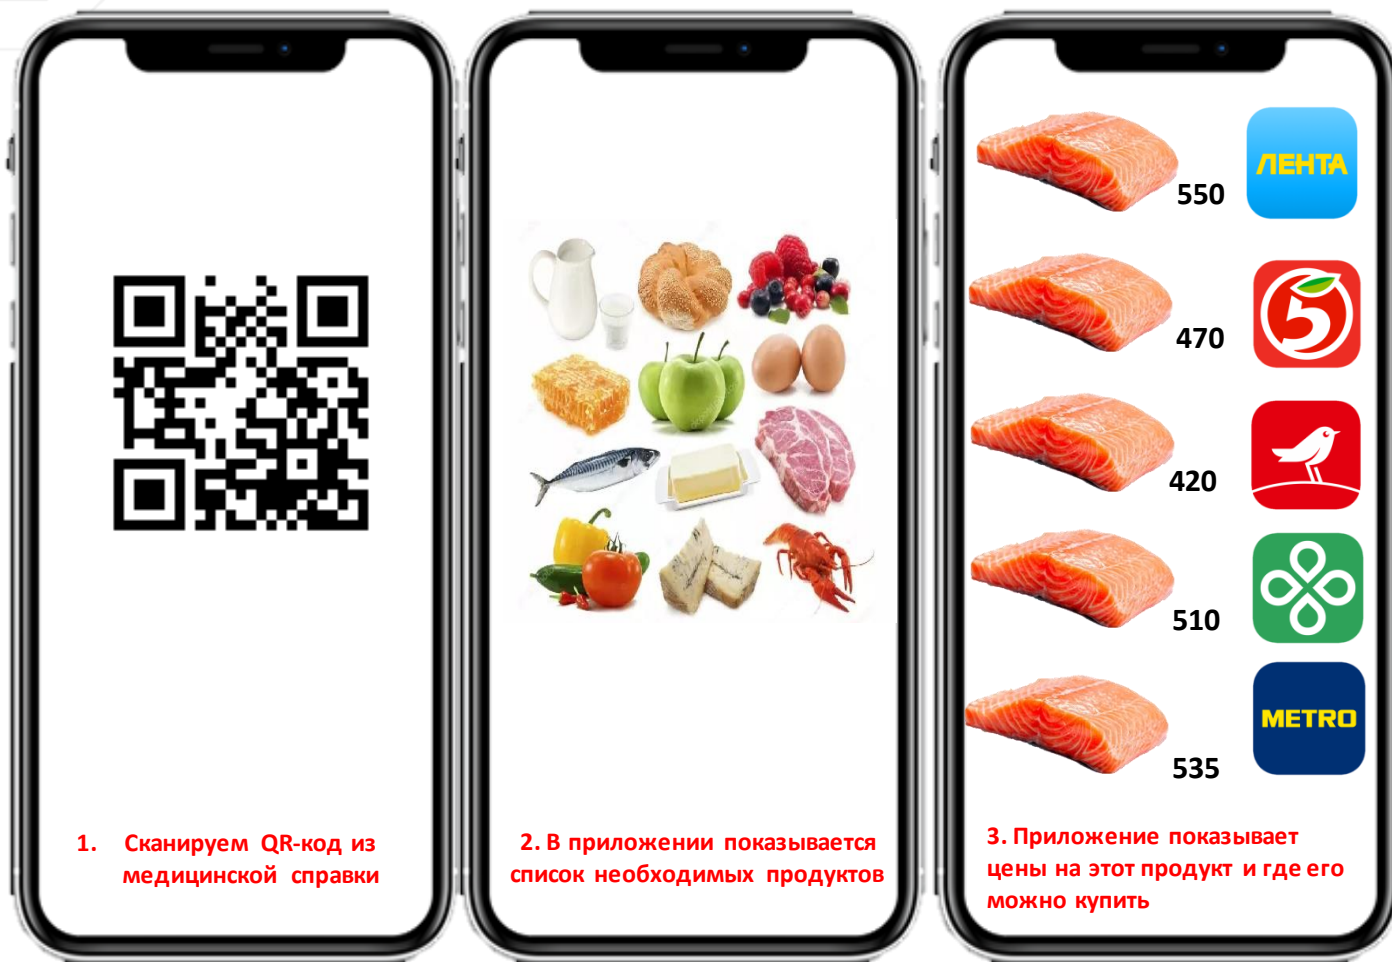 1. Сканируем QR-код из
медицинской справки
2. В приложении показывается
список необходимых продуктов
550
ЛЕНТА
470
5
420
510
METRO
535
3. Приложение показывает
цены на этот продукт и где его
можно купить